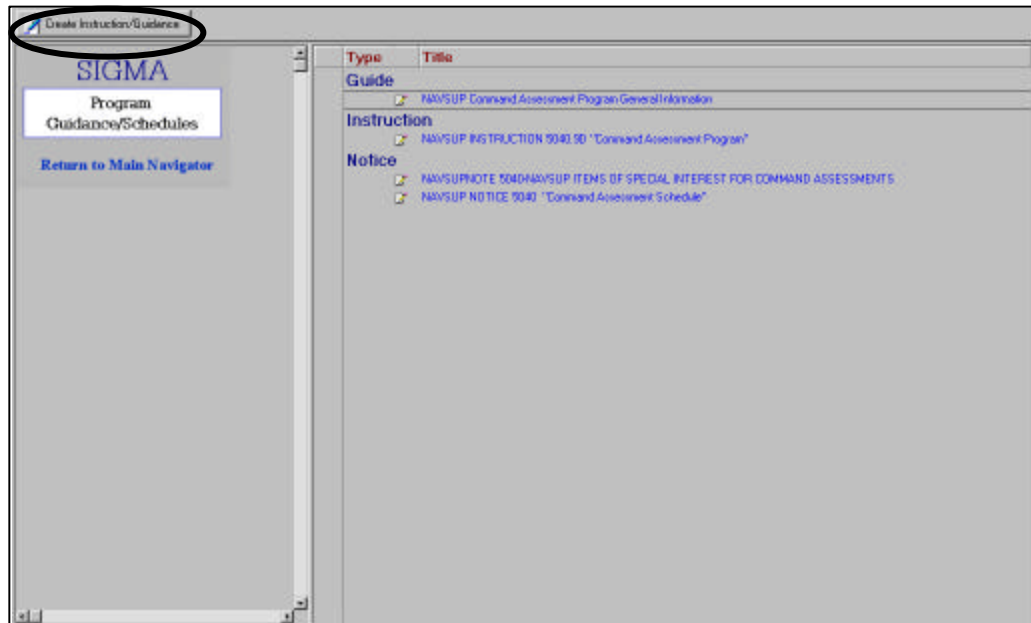 Create Instruction/Guidance
SIGMA
Program
Guidance/Schedules
Return to Main Navigator
Type Title
Guide
NAVSUP Command Assessment Program General Information
Instruction
NAVSUP INSTRUCTION 5040.9D "Command Assessment Program"
Notice
NAVSUPNOTE 5040-NAVSUP ITEMS OF SPECIAL INTEREST FOR COMMAND ASSESSMENTS
NAVSUP NOTICE 5040 "Command Assessment Schedule"